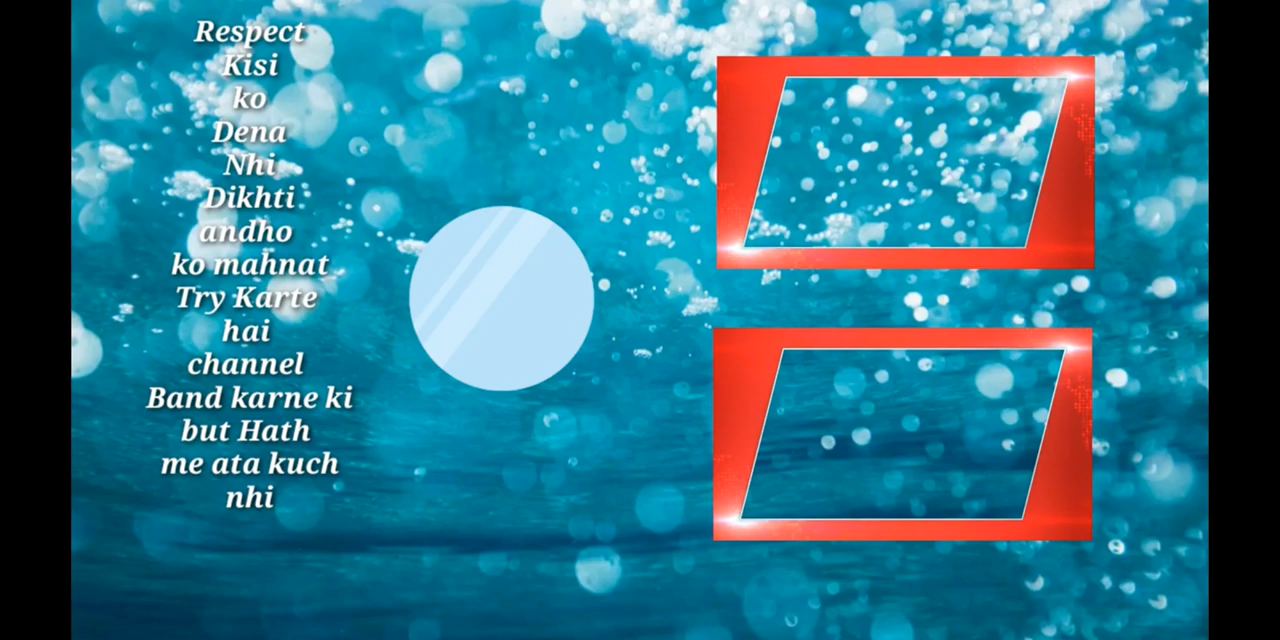 Respect
Kisi
ko
Dena
Nhi
Dikhti
andho
ko mahnat
Try Karte
hai
channel
Band karne ki
but Hath
me ata kuch
nhi